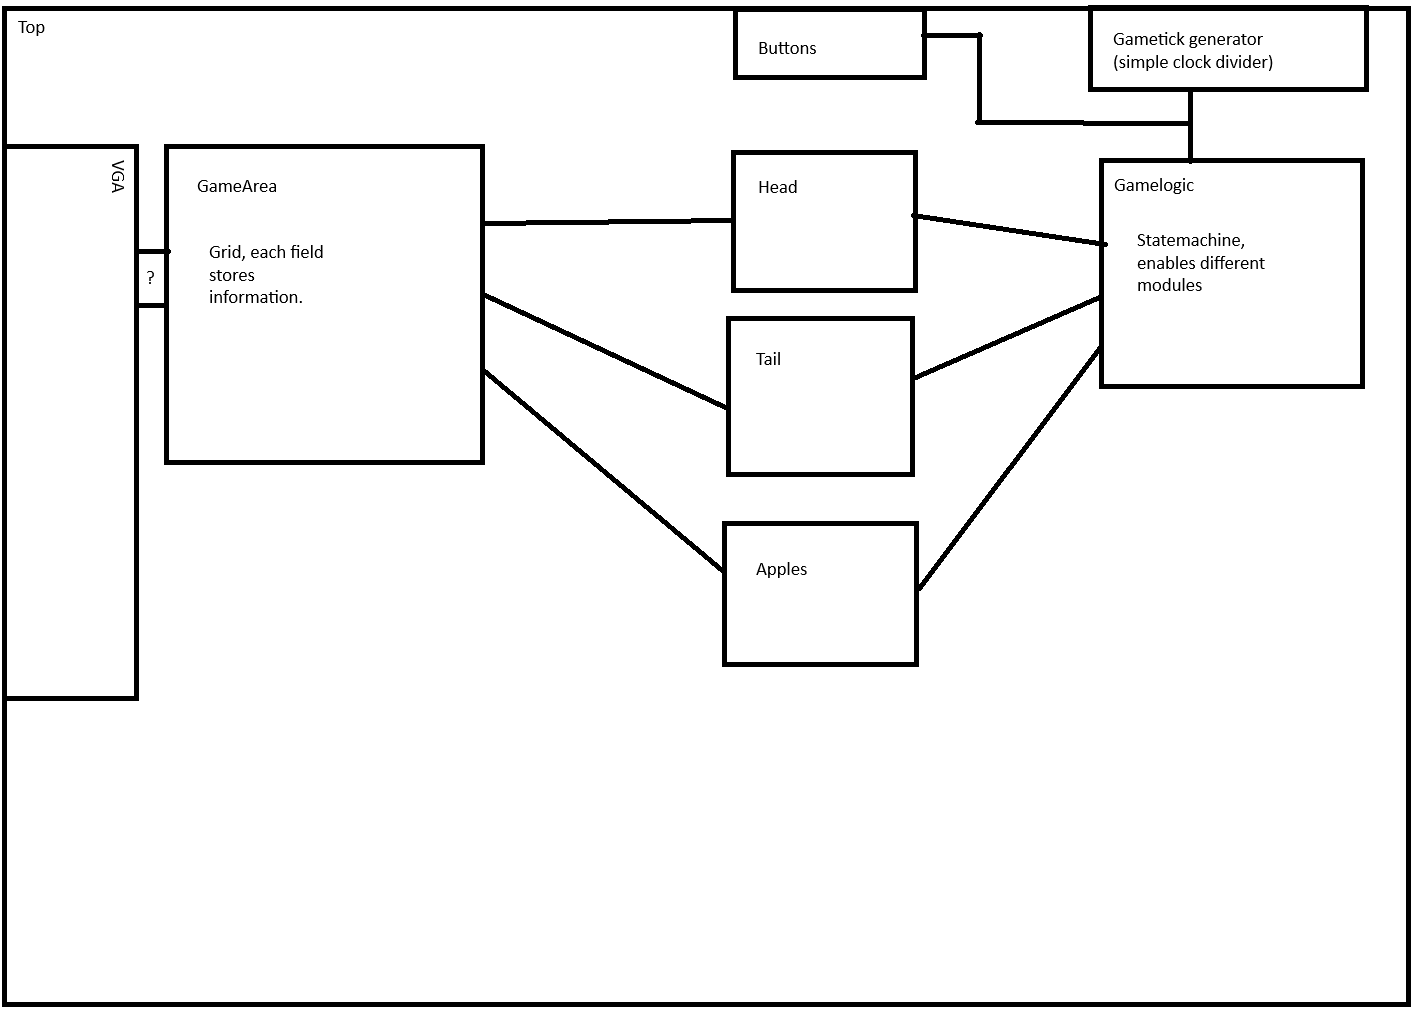 Top
Buttons
Gametick generator
(simple clock divider)
VGA
GameArea
Grid, each field
stores
information.
?
Head
Gamelogic
Statemachine,
enables different
modules
Tail
Apples